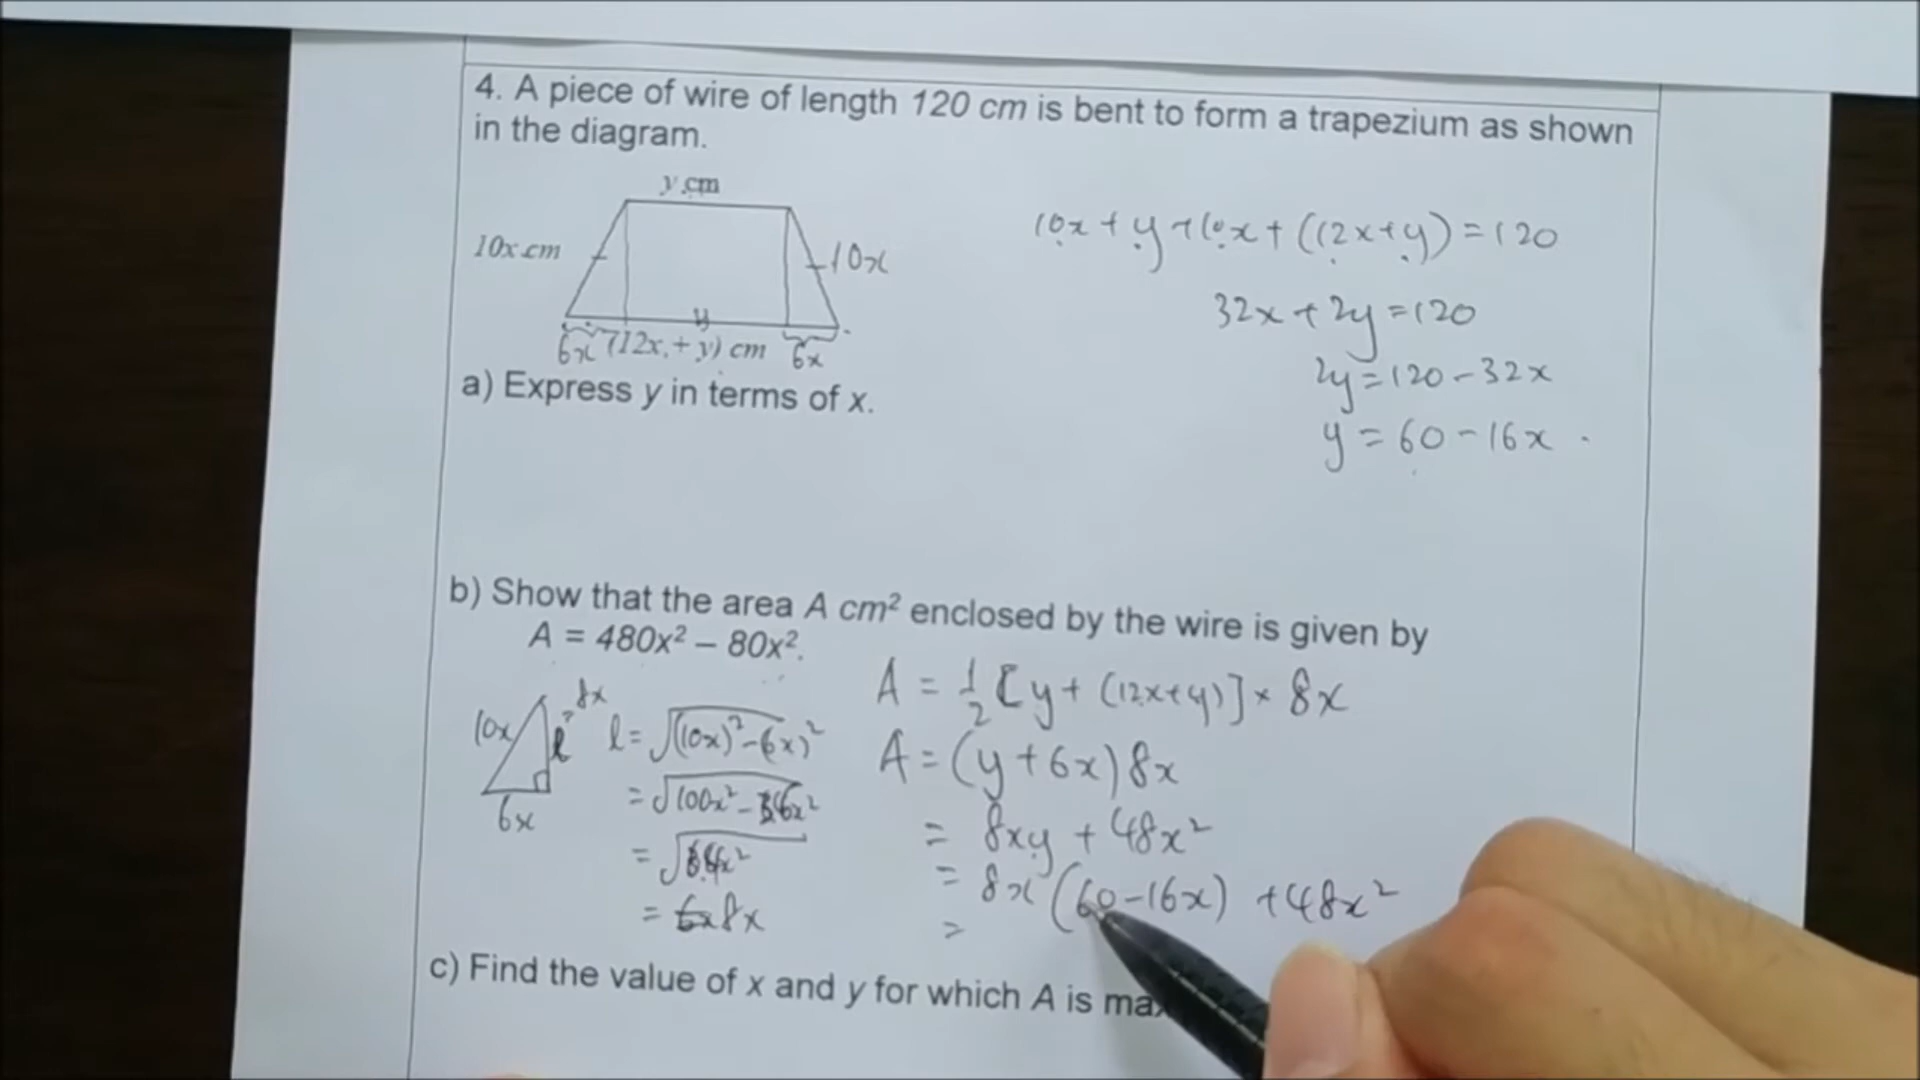 4. A piece of wire of length 120 cm is bent to form a trapezium as shown
in the diagram.
y cm
10x cm
10x
y
6x (12x + y) cm 6x
10x + y + 10x + (12x+y) = 120
32x + 2y = 120
2y = 120 - 32x
y = 60 - 16x
a) Express y in terms of x.
b) Show that the area A cm² enclosed by the wire is given by
A = 480x² – 80x².
10x
8x
l
6x
l = √(10x)² - 6x)²
= √100x² - 36x²
= √64x²
= 8x
A = 1/2 [y + (12x+y)] × 8x
A = (y + 6x) 8x
= 8xy + 48x²
= 8x (60 - 16x) + 48x²
=
c) Find the value of x and y for which A is max